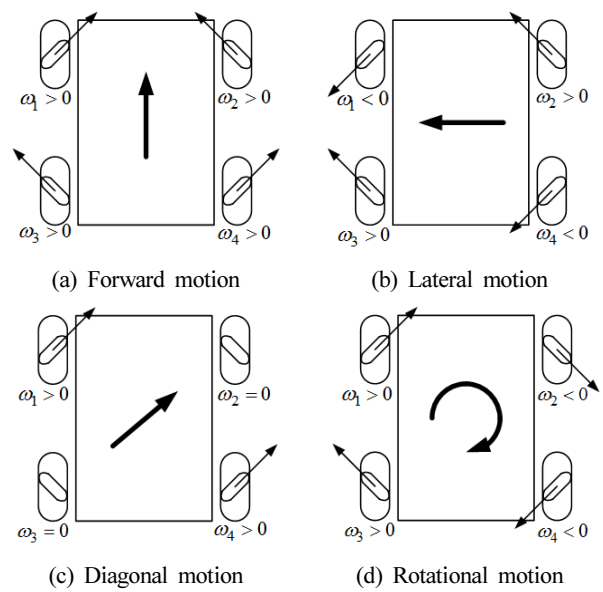 ω₁ > 0
ω₂ > 0
ω₃ > 0
ω₄ > 0
(a) Forward motion
ω₁ < 0
ω₂ > 0
ω₃ > 0
ω₄ < 0
(b) Lateral motion
ω₁ > 0
ω₂ = 0
ω₃ = 0
ω₄ > 0
(c) Diagonal motion
ω₁ > 0
ω₂ < 0
ω₃ > 0
ω₄ < 0
(d) Rotational motion